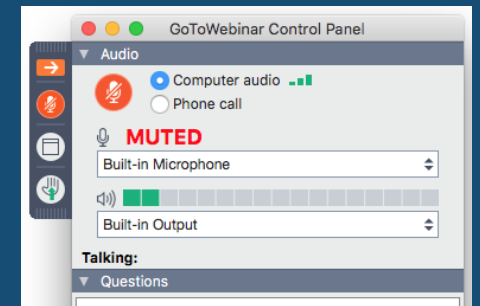 GoToWebinar Control Panel
Audio
Computer audio
Phone call
MUTED
Built-in Microphone
Built-in Output
Talking:
Questions